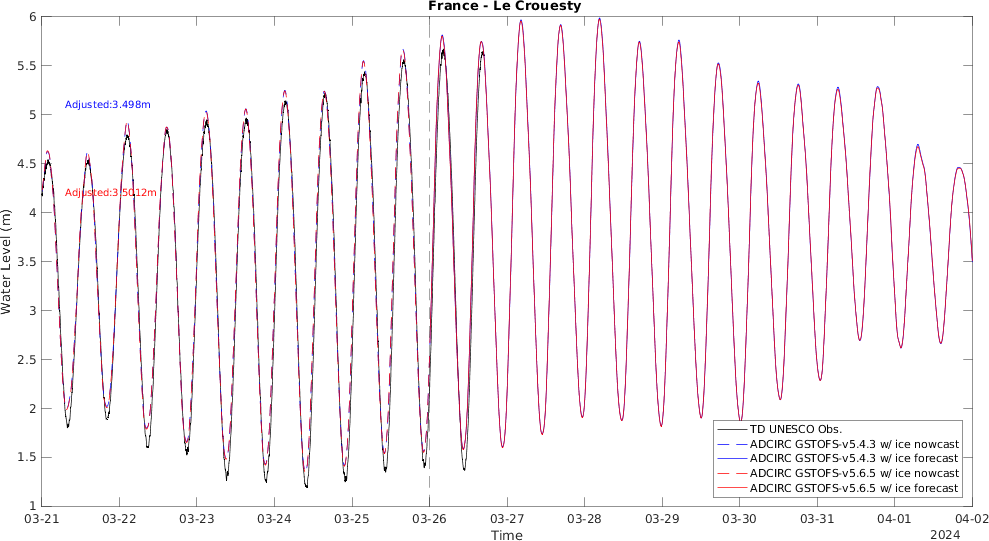 France - Le Crouesty
Water Level (m)
6
5.5
5
4.5
4
3.5
3
2.5
2
1.5
1
Adjusted:3.498m
Adjusted:3.5012m
TD UNESCO Obs.
ADCIRC GSTOFS-v5.4.3 w/ ice nowcast
ADCIRC GSTOFS-v5.4.3 w/ ice forecast
ADCIRC GSTOFS-v5.6.5 w/ ice nowcast
ADCIRC GSTOFS-v5.6.5 w/ ice forecast
03-21 03-22 03-23 03-24 03-25 03-26 03-27 03-28 03-29 03-30 03-31 04-01 04-02
Time
2024